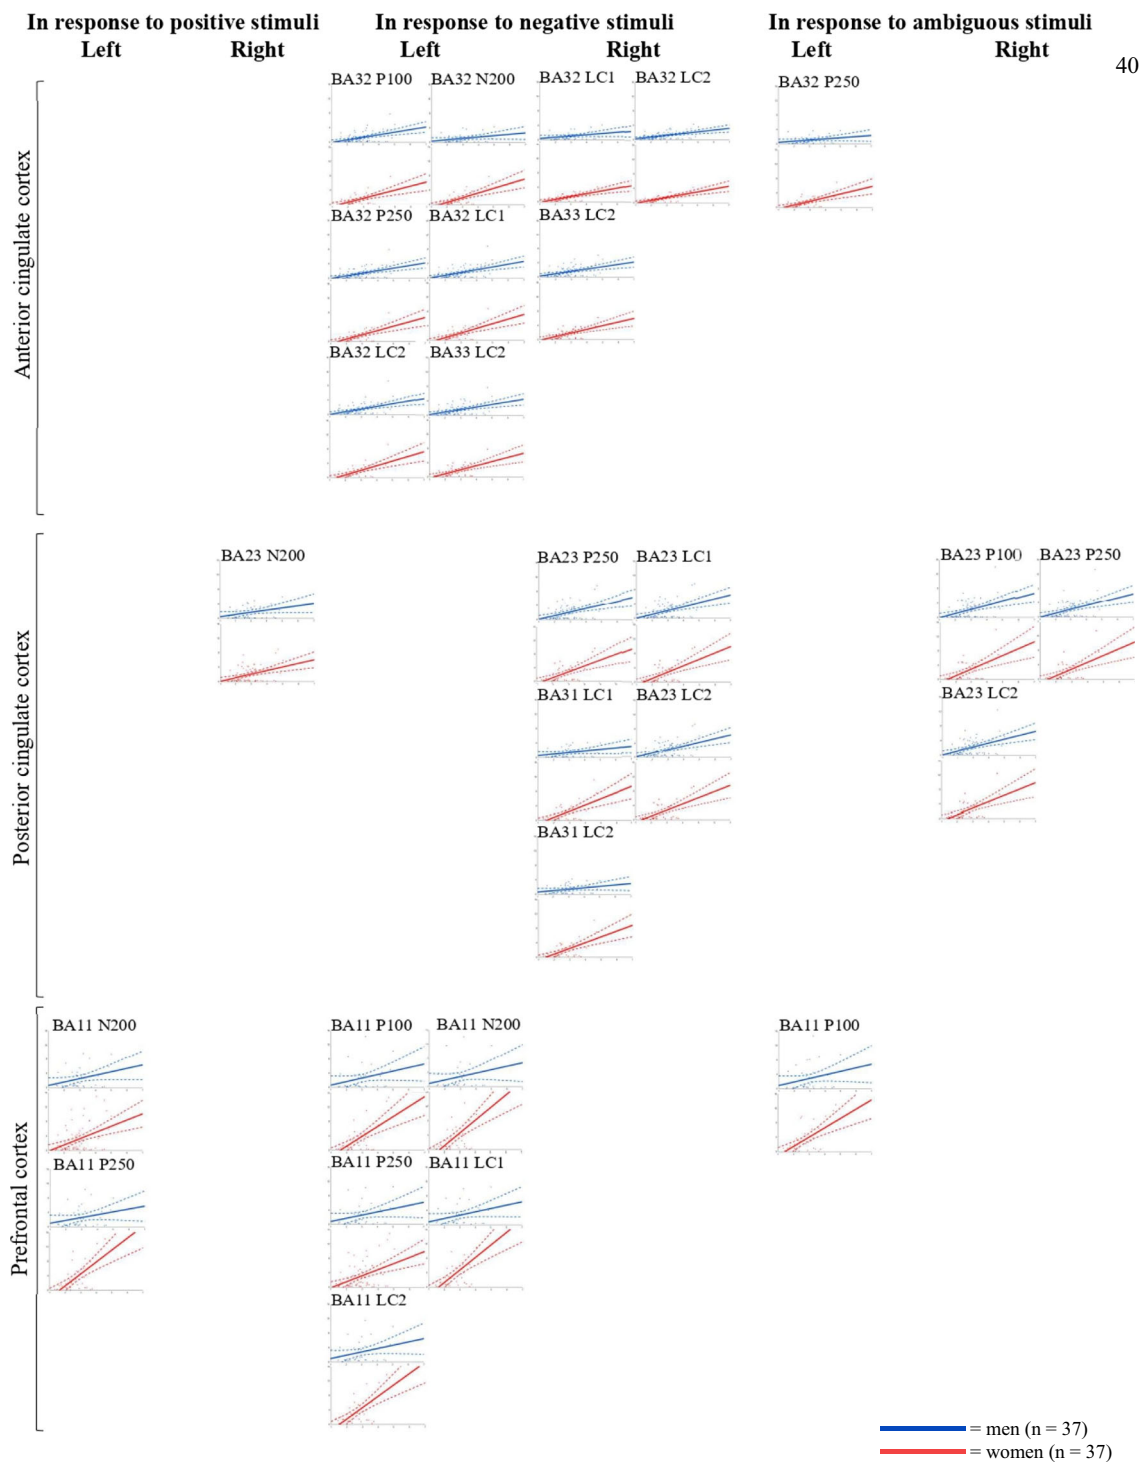 In response to positive stimuli In response to negative stimuli In response to ambiguous stimuli
Left Right Left Right Left Right
40
Anterior cingulate cortex
BA32 P100 BA32 N200 BA32 LC1 BA32 LC2 BA32 P250
BA32 P250 BA32 LC1 BA33 LC2
BA32 LC2 BA33 LC2
Posterior cingulate cortex
BA23 N200 BA23 P250 BA23 LC1 BA23 P100 BA23 P250
BA31 LC1 BA23 LC2 BA23 LC2
BA31 LC2
Prefrontal cortex
BA11 N200 BA11 P100 BA11 N200 BA11 P100
BA11 P250 BA11 P250 BA11 LC1
BA11 LC2
= men (n = 37)
= women (n = 37)